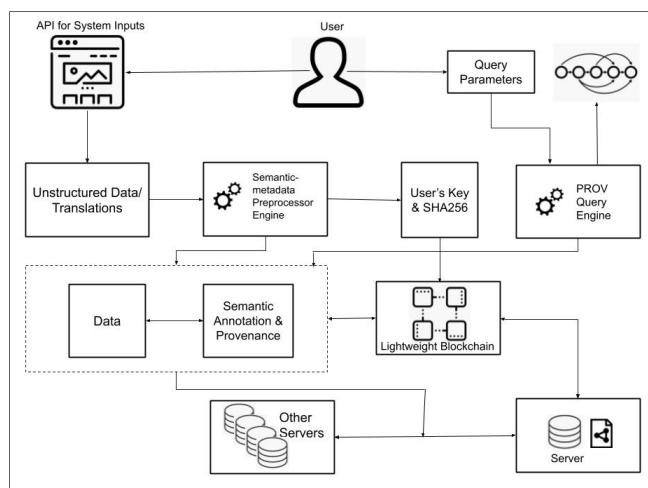 API for System Inputs
User
Query
Parameters
Unstructured Data/
Translations
Semantic-
metadata
Preprocessor
Engine
User's Key
& SHA256
PROV
Query
Engine
Data
Semantic
Annotation &
Provenance
Lightweight Blockchain
Other
Servers
Server